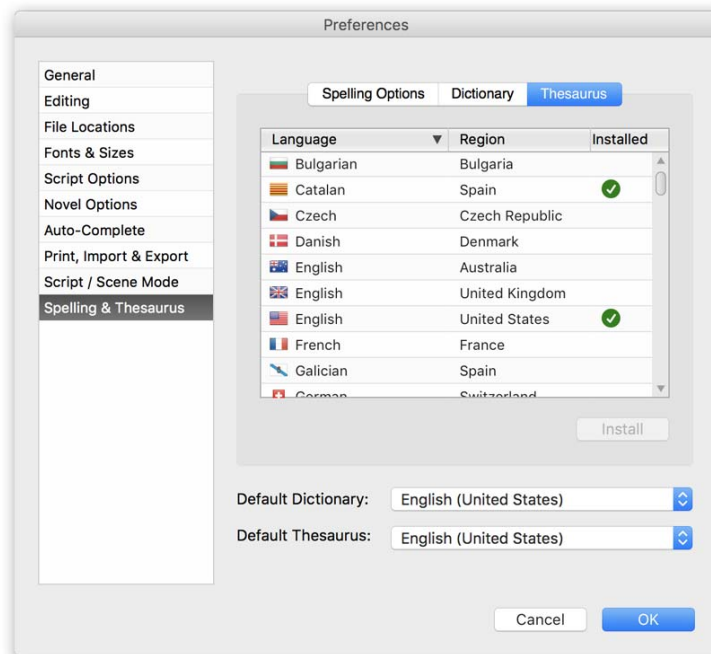 Preferences
General
Editing
File Locations
Fonts & Sizes
Script Options
Novel Options
Auto-Complete
Print, Import & Export
Script / Scene Mode
Spelling & Thesaurus
Spelling Options Dictionary Thesaurus
Language ▼ Region Installed
Bulgarian Bulgaria
Catalan Spain
Czech Czech Republic
Danish Denmark
English Australia
English United Kingdom
English United States
French France
Galician Spain
German Switzerland
Install
Default Dictionary: English (United States)
Default Thesaurus: English (United States)
Cancel OK